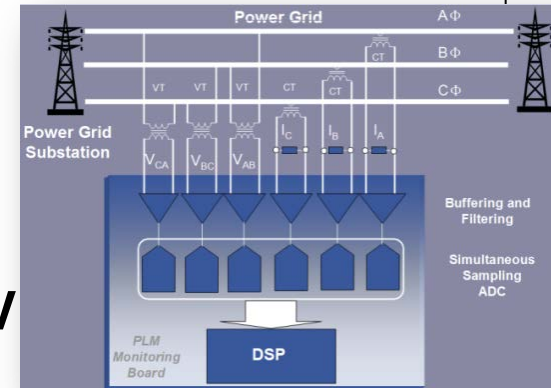 Power Grid
AΦ
BΦ
CΦ
CT
CT
VT VT VT CT
Power Grid
Substation
VCA VBC VAB IC IB IA
Buffering and
Filtering
Simultaneous
Sampling
ADC
PLM
Monitoring
Board
DSP